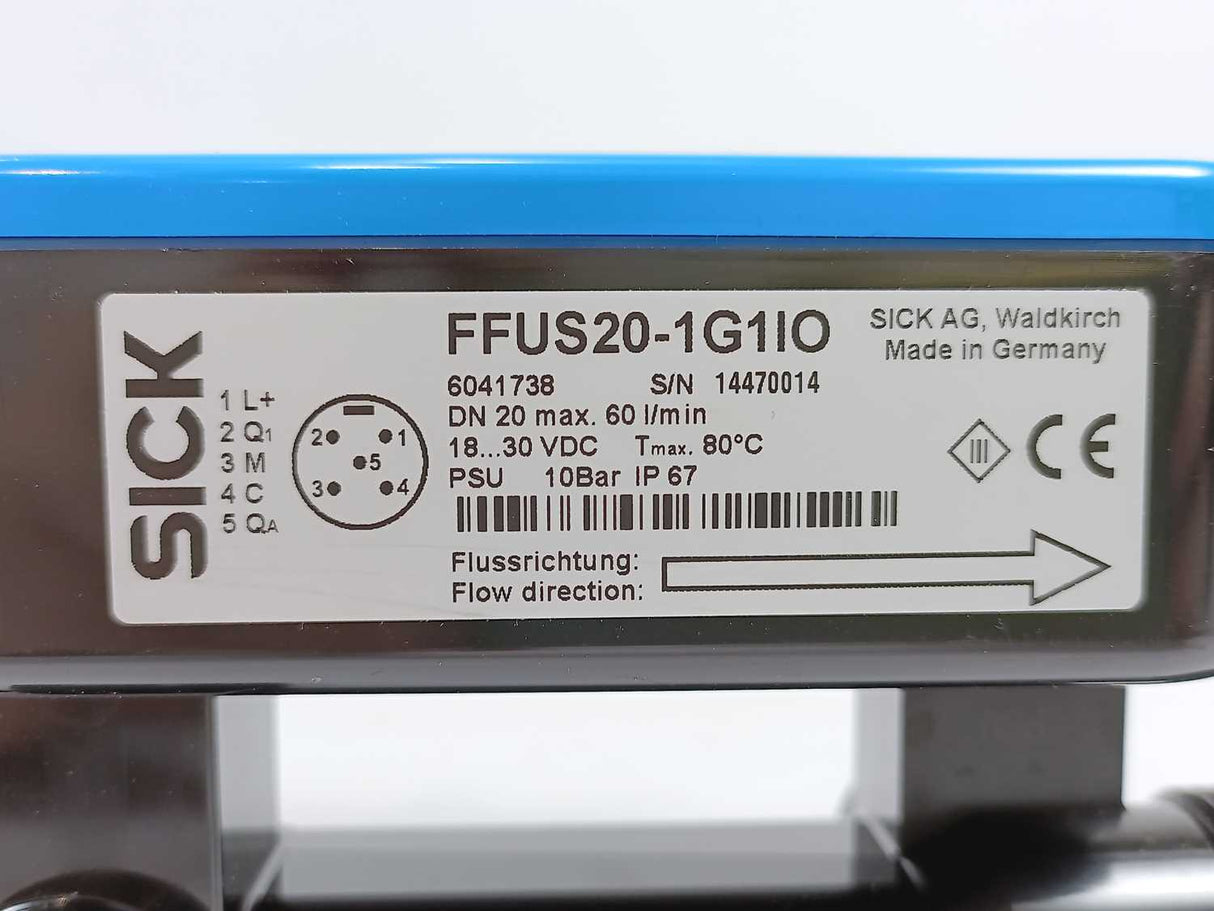 SICK
1 L+
2 Q1
3 M
4 C
5 QA
2 1
5
3 4
FFUS20-1G1IO
6041738 S/N 14470014
DN 20 max. 60 l/min
18...30 VDC Tmax. 80°C
PSU 10Bar IP 67
Flussrichtung:
Flow direction:
SICK AG, Waldkirch
Made in Germany
III CE